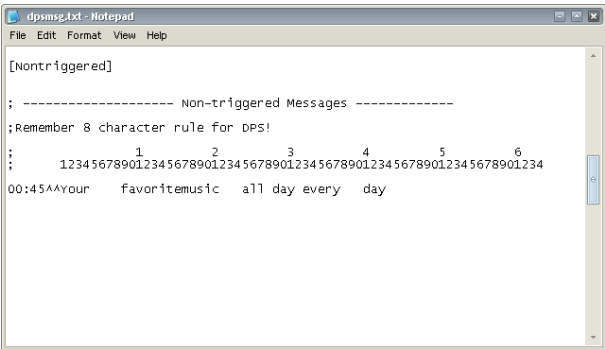 dpsmsg.txt - Notepad
File Edit Format View Help
[Nontriggered]
; -------------------- Non-triggered Messages -------------
;Remember 8 character rule for DPS!
;                1         2         3         4         5         6
;      1234567890123456789012345678901234567890123456789012345678901234
00:45^^Your    favoritemusic   all day every   day